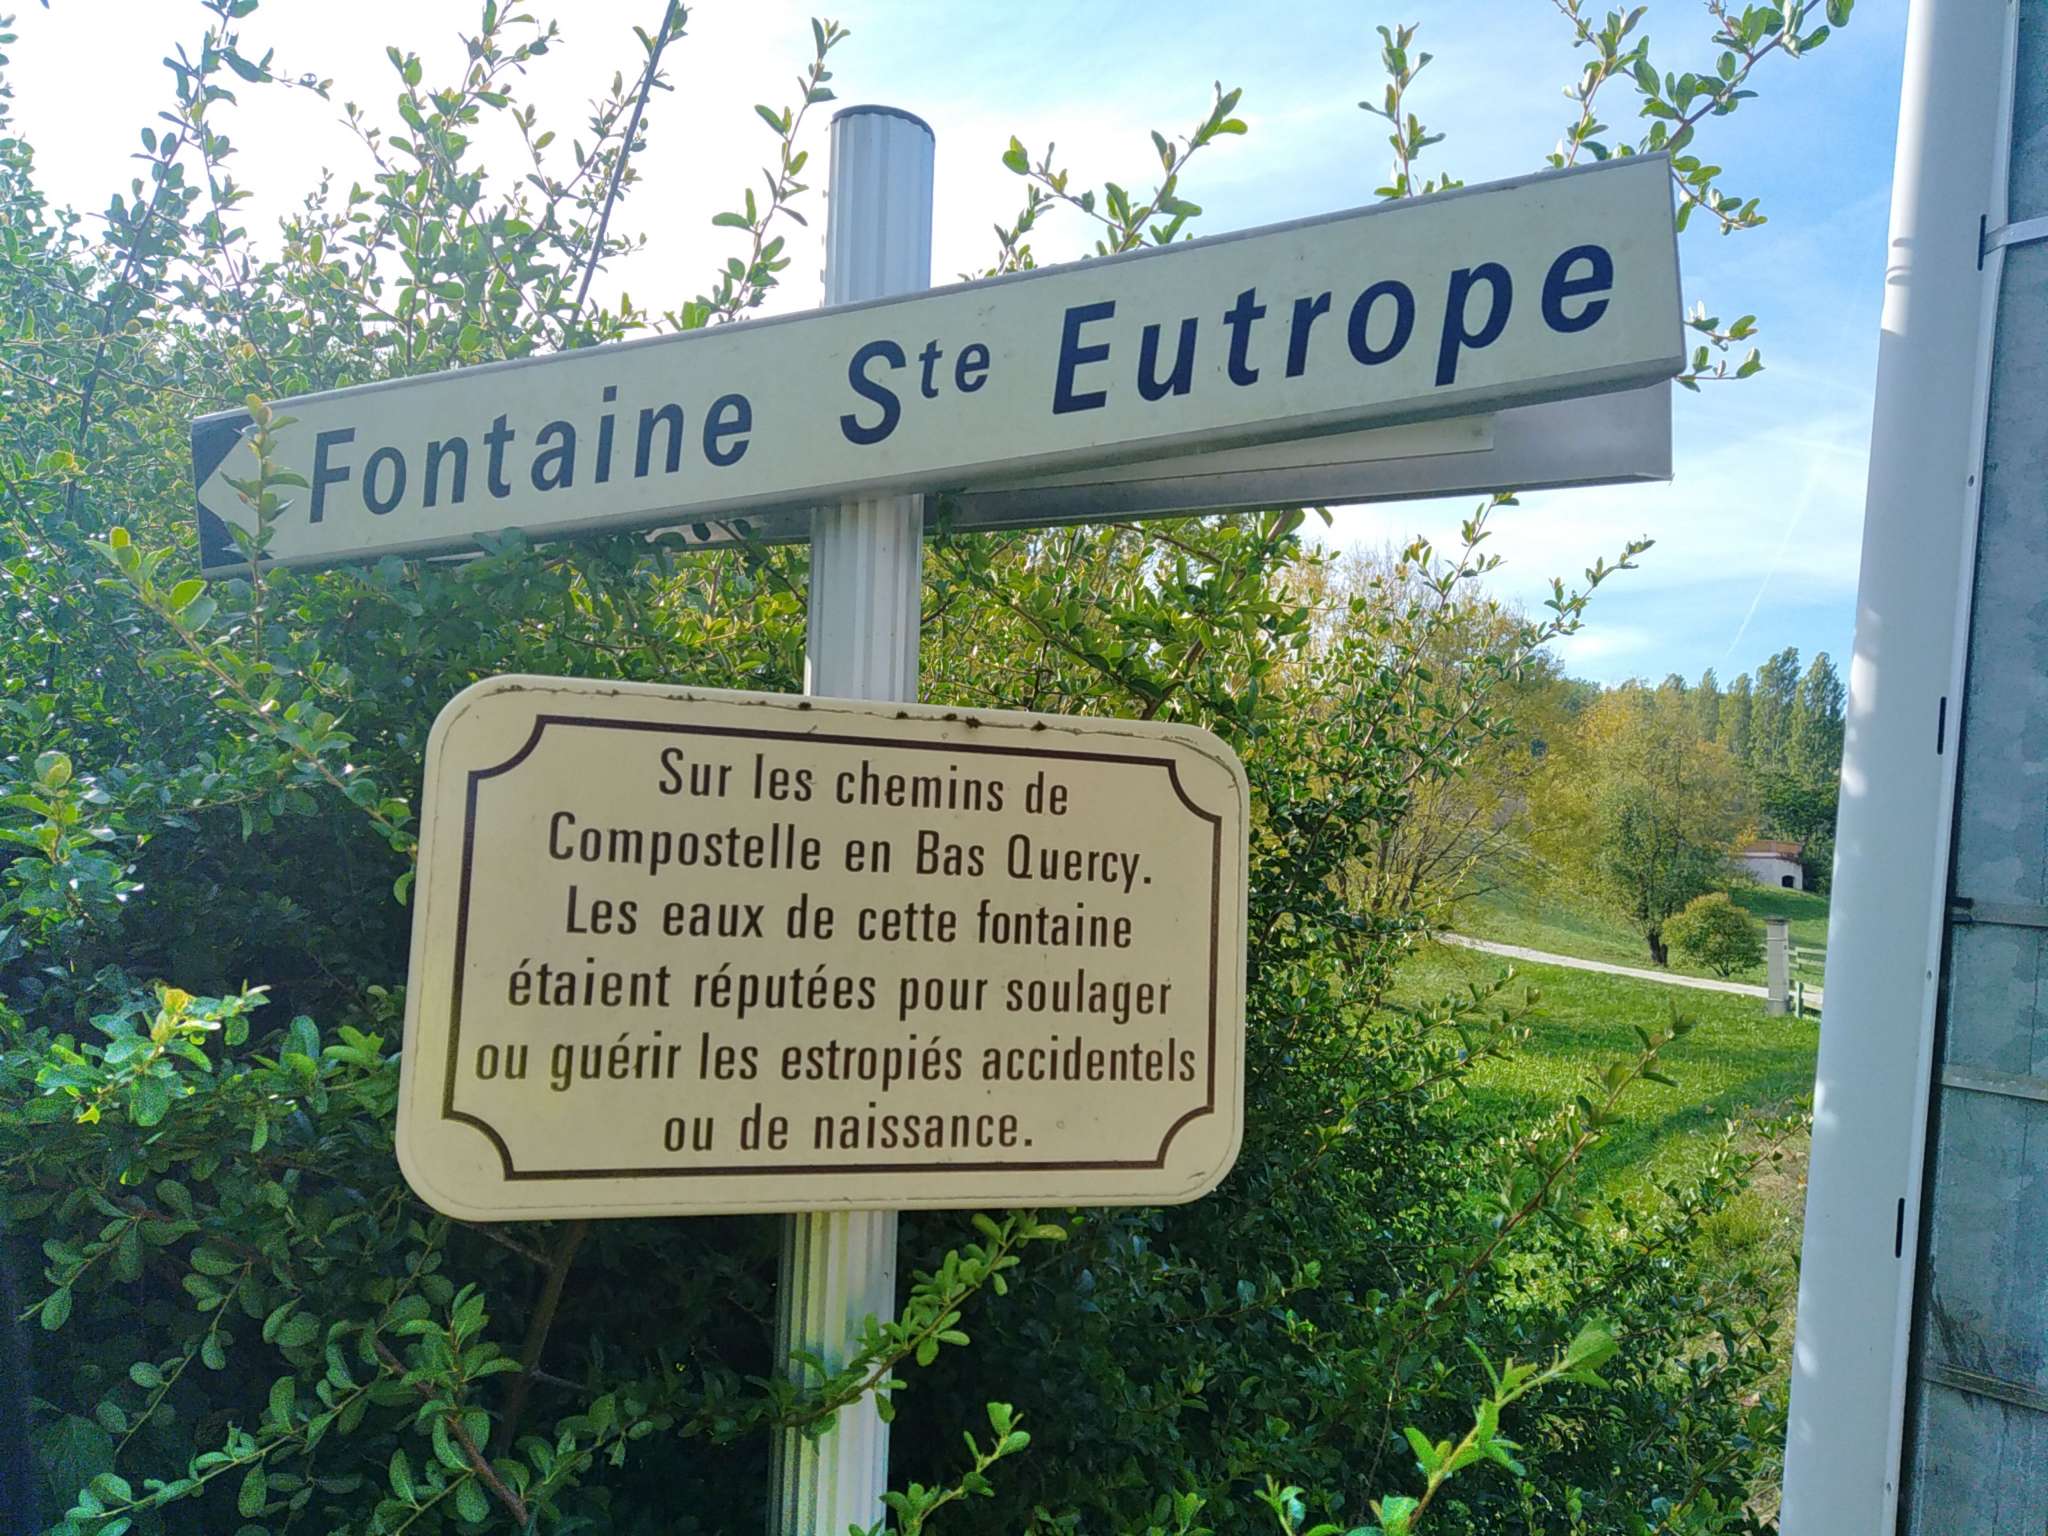 Fontaine Ste Eutrope
Sur les chemins de
Compostelle en Bas Quercy.
Les eaux de cette fontaine
étaient réputées pour soulager
ou guérir les estropiés accidentels
ou de naissance.